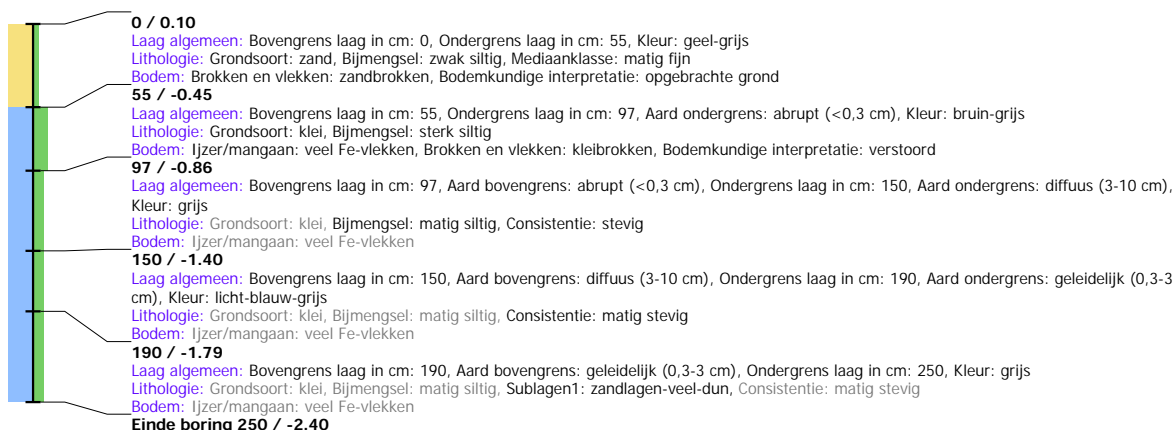 0 / 0.10
Laag algemeen: Bovengrens laag in cm: 0, Ondergrens laag in cm: 55, Kleur: geel-grijs
Lithologie: Grondsoort: zand, Bijmengsel: zwak siltig, Mediaanklasse: matig fijn
Bodem: Brokken en vlekken: zandbrokken, Bodemkundige interpretatie: opgebrachte grond
55 / -0.45
Laag algemeen: Bovengrens laag in cm: 55, Ondergrens laag in cm: 97, Aard ondergrens: abrupt (<0,3 cm), Kleur: bruin-grijs
Lithologie: Grondsoort: klei, Bijmengsel: sterk siltig
Bodem: Ijzer/mangaan: veel Fe-vlekken, Brokken en vlekken: kleibrokken, Bodemkundige interpretatie: verstoord
97 / -0.86
Laag algemeen: Bovengrens laag in cm: 97, Aard bovengrens: abrupt (<0,3 cm), Ondergrens laag in cm: 150, Aard ondergrens: diffuus (3-10 cm),
Kleur: grijs
Lithologie: Grondsoort: klei, Bijmengsel: matig siltig, Consistentie: stevig
Bodem: Ijzer/mangaan: veel Fe-vlekken
150 / -1.40
Laag algemeen: Bovengrens laag in cm: 150, Aard bovengrens: diffuus (3-10 cm), Ondergrens laag in cm: 190, Aard ondergrens: geleidelijk (0,3-3
cm), Kleur: licht-blauw-grijs
Lithologie: Grondsoort: klei, Bijmengsel: matig siltig, Consistentie: matig stevig
Bodem: Ijzer/mangaan: veel Fe-vlekken
190 / -1.79
Laag algemeen: Bovengrens laag in cm: 190, Aard bovengrens: geleidelijk (0,3-3 cm), Ondergrens laag in cm: 250, Kleur: grijs
Lithologie: Grondsoort: klei, Bijmengsel: matig siltig, Sublagen1: zandlagen-veel-dun, Consistentie: matig stevig
Bodem: Ijzer/mangaan: veel Fe-vlekken
Einde boring 250 / -2.40